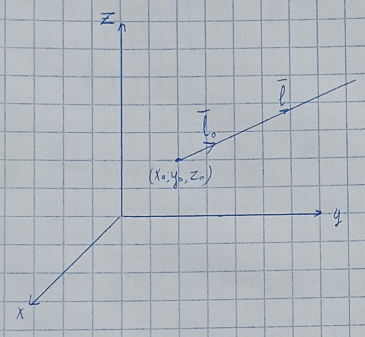 z
l̄
l̄₀
(x₀, y₀, z₀)
y
x